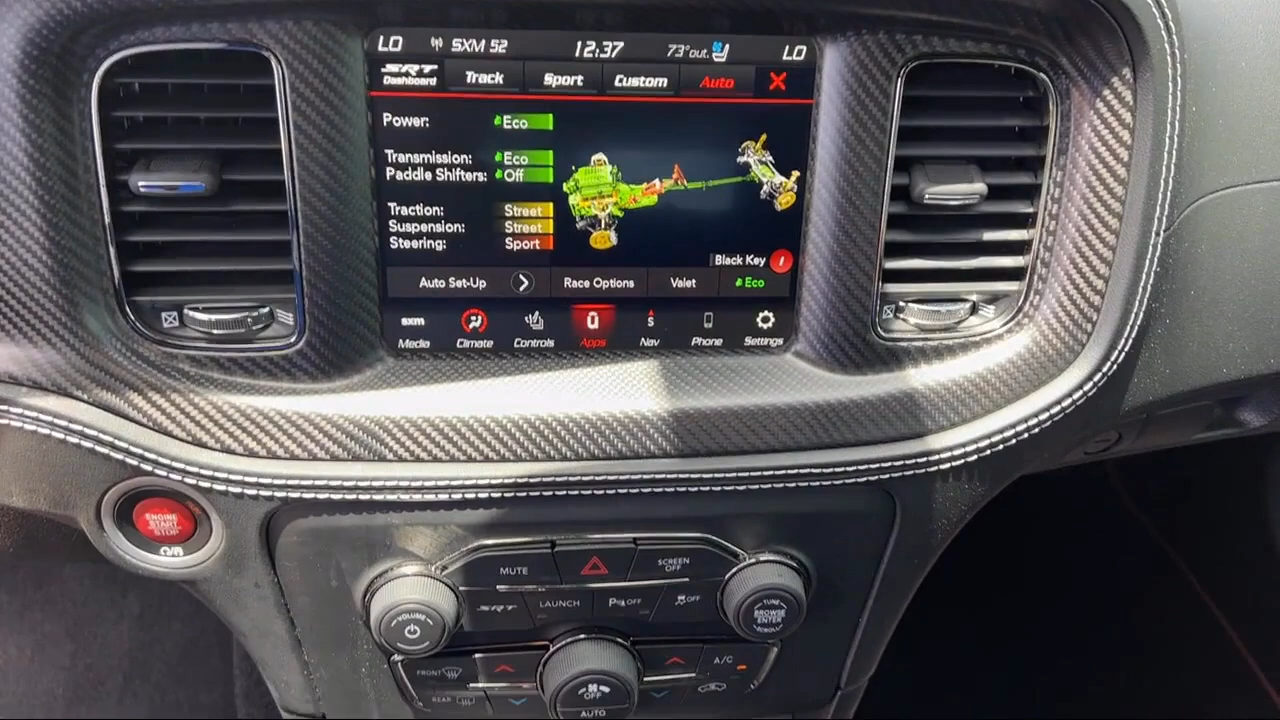 LO SXM 52 12:37 73°out. LO
SRT Dashboard Track Sport Custom Auto X
Power: Eco
Transmission: Eco
Paddle Shifters: Off
Traction: Street
Suspension: Street
Steering: Sport
Black Key
Auto Set-Up > Race Options Valet Eco
sxm S
Media Climate Controls Apps Nav Phone Settings
ENGINE
START
STOP
MUTE SCREEN OFF
VOLUME
SRT LAUNCH P OFF OFF
TUNE
BROWSE
ENTER
SCROLL
FRONT A/C
REAR
OFF
AUTO